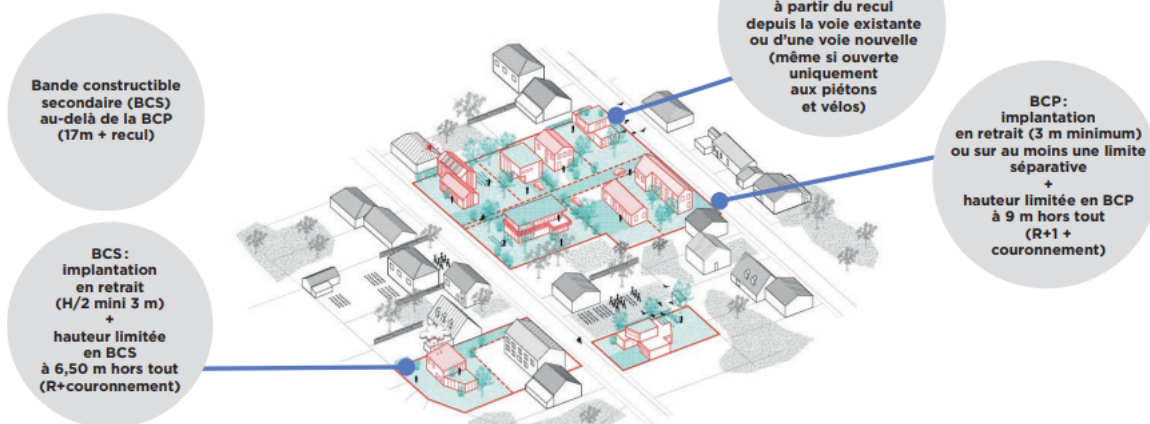 à partir du recul
depuis la voie existante
ou d'une voie nouvelle
(même si ouverte
uniquement
aux piétons
et vélos)
Bande constructible
secondaire (BCS)
au-delà de la BCP
(17m + recul)
BCP :
implantation
en retrait (3 m minimum)
ou sur au moins une limite
séparative
+
hauteur limitée en BCP
à 9 m hors tout
(R+1 +
couronnement)
BCS :
implantation
en retrait
(H/2 mini 3 m)
+
hauteur limitée
en BCS
à 6,50 m hors tout
(R+couronnement)